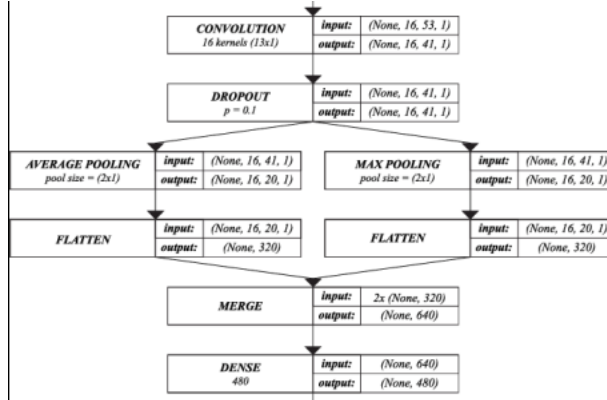 CONVOLUTION
16 kernels (13x1)
input: (None, 16, 53, 1)
output: (None, 16, 41, 1)
DROPOUT
p = 0.1
input: (None, 16, 41, 1)
output: (None, 16, 41, 1)
AVERAGE POOLING
pool size = (2x1)
input: (None, 16, 41, 1)
output: (None, 16, 20, 1)
MAX POOLING
pool size = (2x1)
input: (None, 16, 41, 1)
output: (None, 16, 20, 1)
FLATTEN
input: (None, 16, 20, 1)
output: (None, 320)
FLATTEN
input: (None, 16, 20, 1)
output: (None, 320)
MERGE
input: 2x (None, 320)
output: (None, 640)
DENSE
480
input: (None, 640)
output: (None, 480)